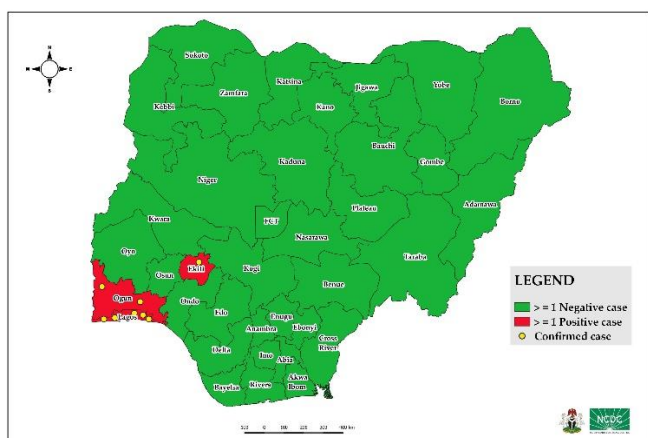 N
E
S
Sokoto
Katsina
Jigawa
Yobe
Borno
Zamfara
Kano
Kebbi
Bauchi
Gombe
Kaduna
Niger
Adamawa
Plateau
Kwara
FCT
Nasarawa
Taraba
Oyo
Osun
Ekiti
Kogi
Benue
Ogun
Ondo
Edo
Lagos
Enugu
Anambra
Ebonyi
Cross
River
Delta
Imo
Abia
Akwa
Ibom
Bayelsa
Rivers
LEGEND
> = 1 Negative case
> = 1 Positive case
Confirmed case
NCDC